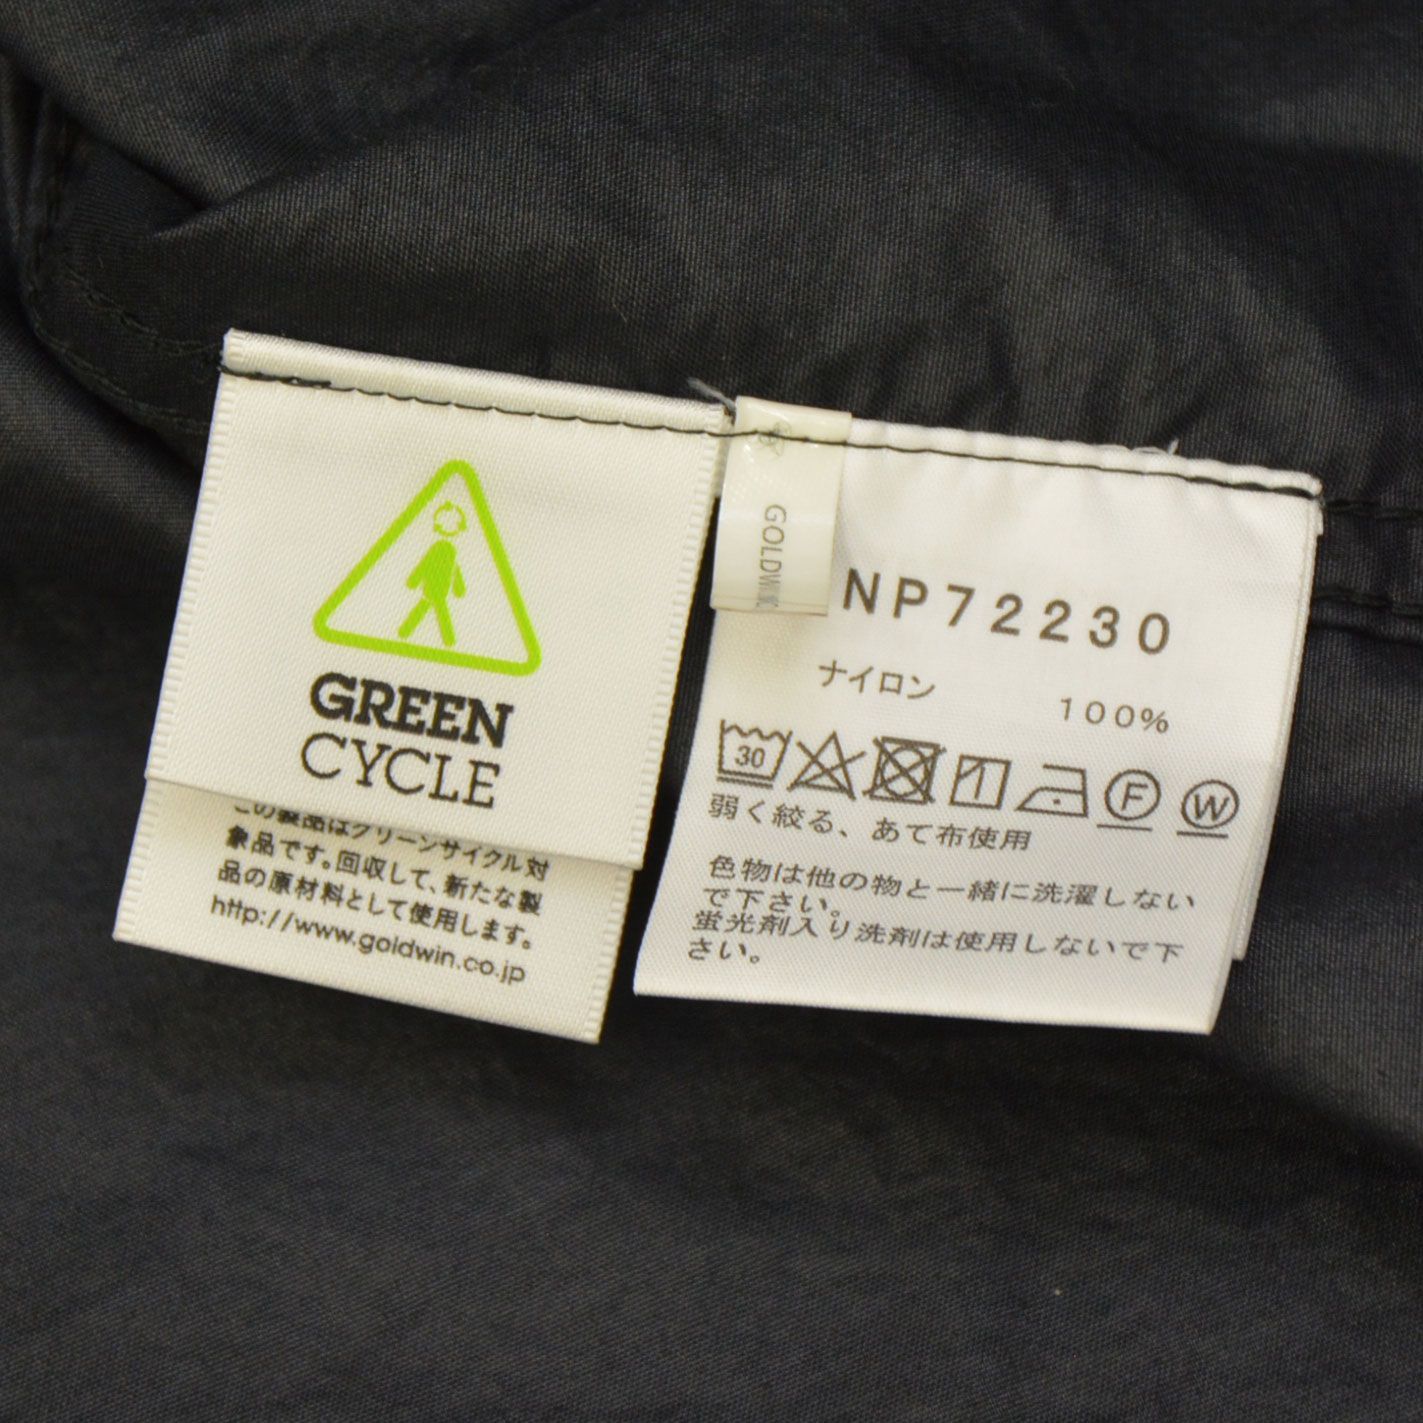 GREEN
CYCLE
この製品はグリーンサイクル対
象品です。回収して、新たな製
品の原材料として使用します。
http://www.goldwin.co.jp
GOLDWIN
NP72230
ナイロン 100%
30
F
W
弱く絞る、あて布使用
色物は他の物と一緒に洗濯しない
で下さい。
蛍光剤入り洗剤は使用しないで下
さい。